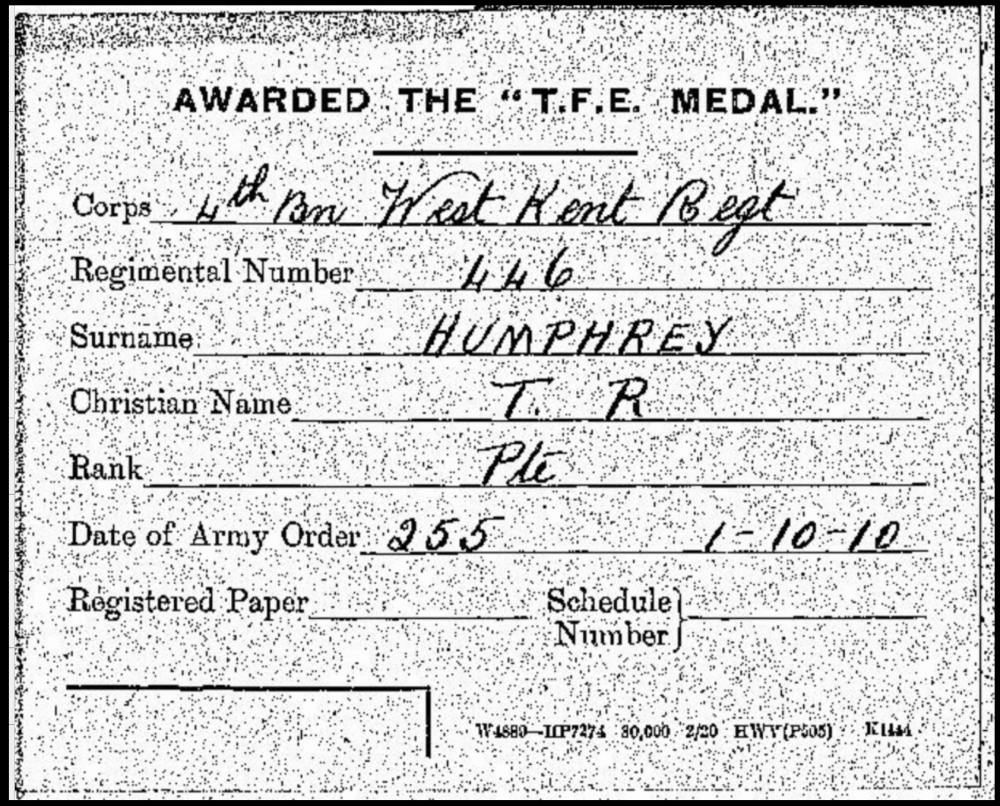 AWARDED THE "T.F.E. MEDAL."
Corps 4th Bn West Kent Regt
Regimental Number 446
Surname HUMPHREY
Christian Name T. R
Rank Pte
Date of Army Order 255 1-10-10
Registered Paper Schedule
Number
W4880—HP7274 30,000 2/20 HWV(P505) K1444